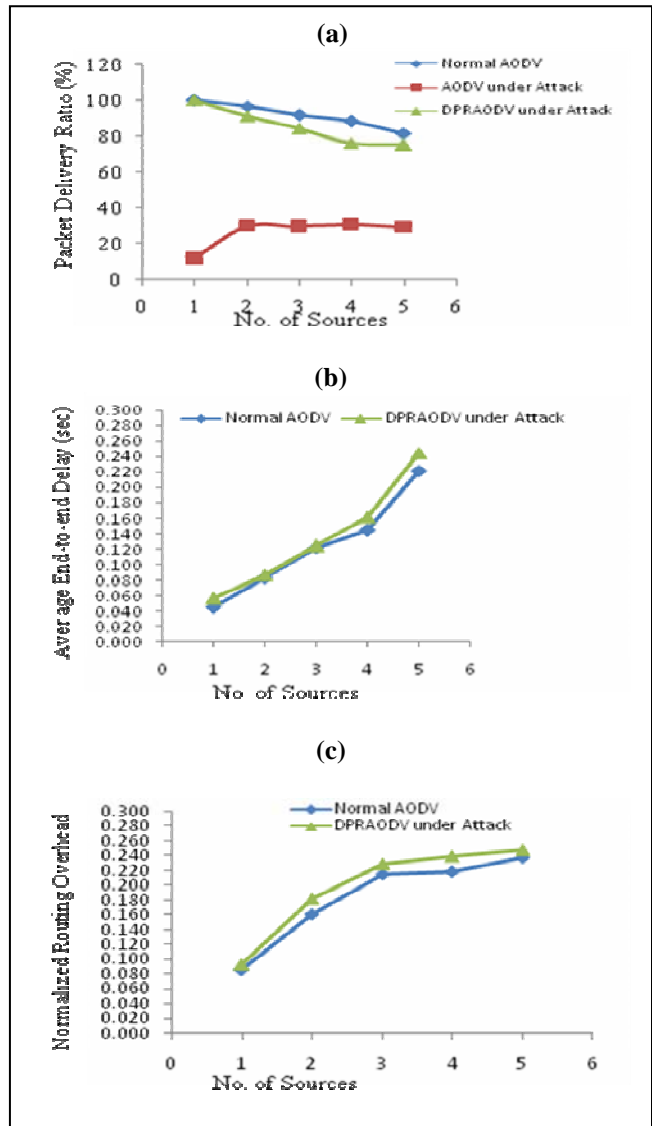 (a)
Normal AODV
AODV under Attack
DPRAODV under Attack
Packet Delivery Ratio (%)
120
100
80
60
40
20
0
0 1 2 3 4 5 6
No. of Sources
(b)
Normal AODV DPRAODV under Attack
Average End-to-end Delay (sec)
0.300
0.280
0.260
0.240
0.220
0.200
0.180
0.160
0.140
0.120
0.100
0.080
0.060
0.040
0.020
0.000
0 1 2 3 4 5 6
No. of Sources
(c)
Normal AODV
DPRAODV under Attack
Normalized Routing Overhead
0.300
0.280
0.260
0.240
0.220
0.200
0.180
0.160
0.140
0.120
0.100
0.080
0.060
0.040
0.020
0.000
0 1 2 3 4 5 6
No. of Sources